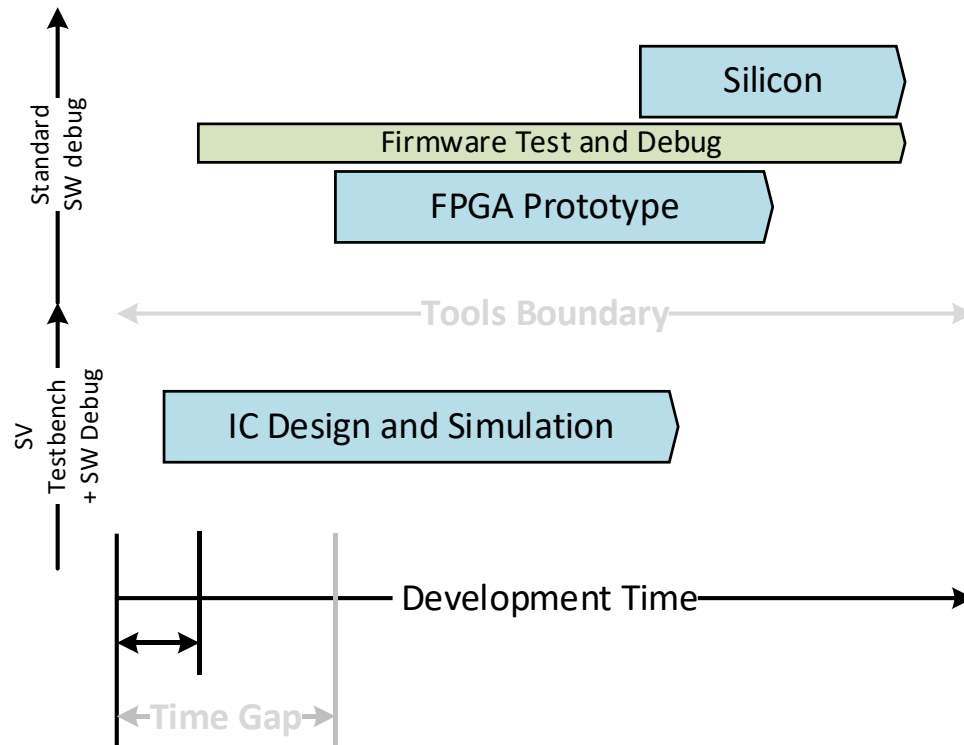 Silicon
Standard
SW debug
Firmware Test and Debug
FPGA Prototype
Tools Boundary
SV
Testbench
+ SW Debug
IC Design and Simulation
Development Time
Time Gap